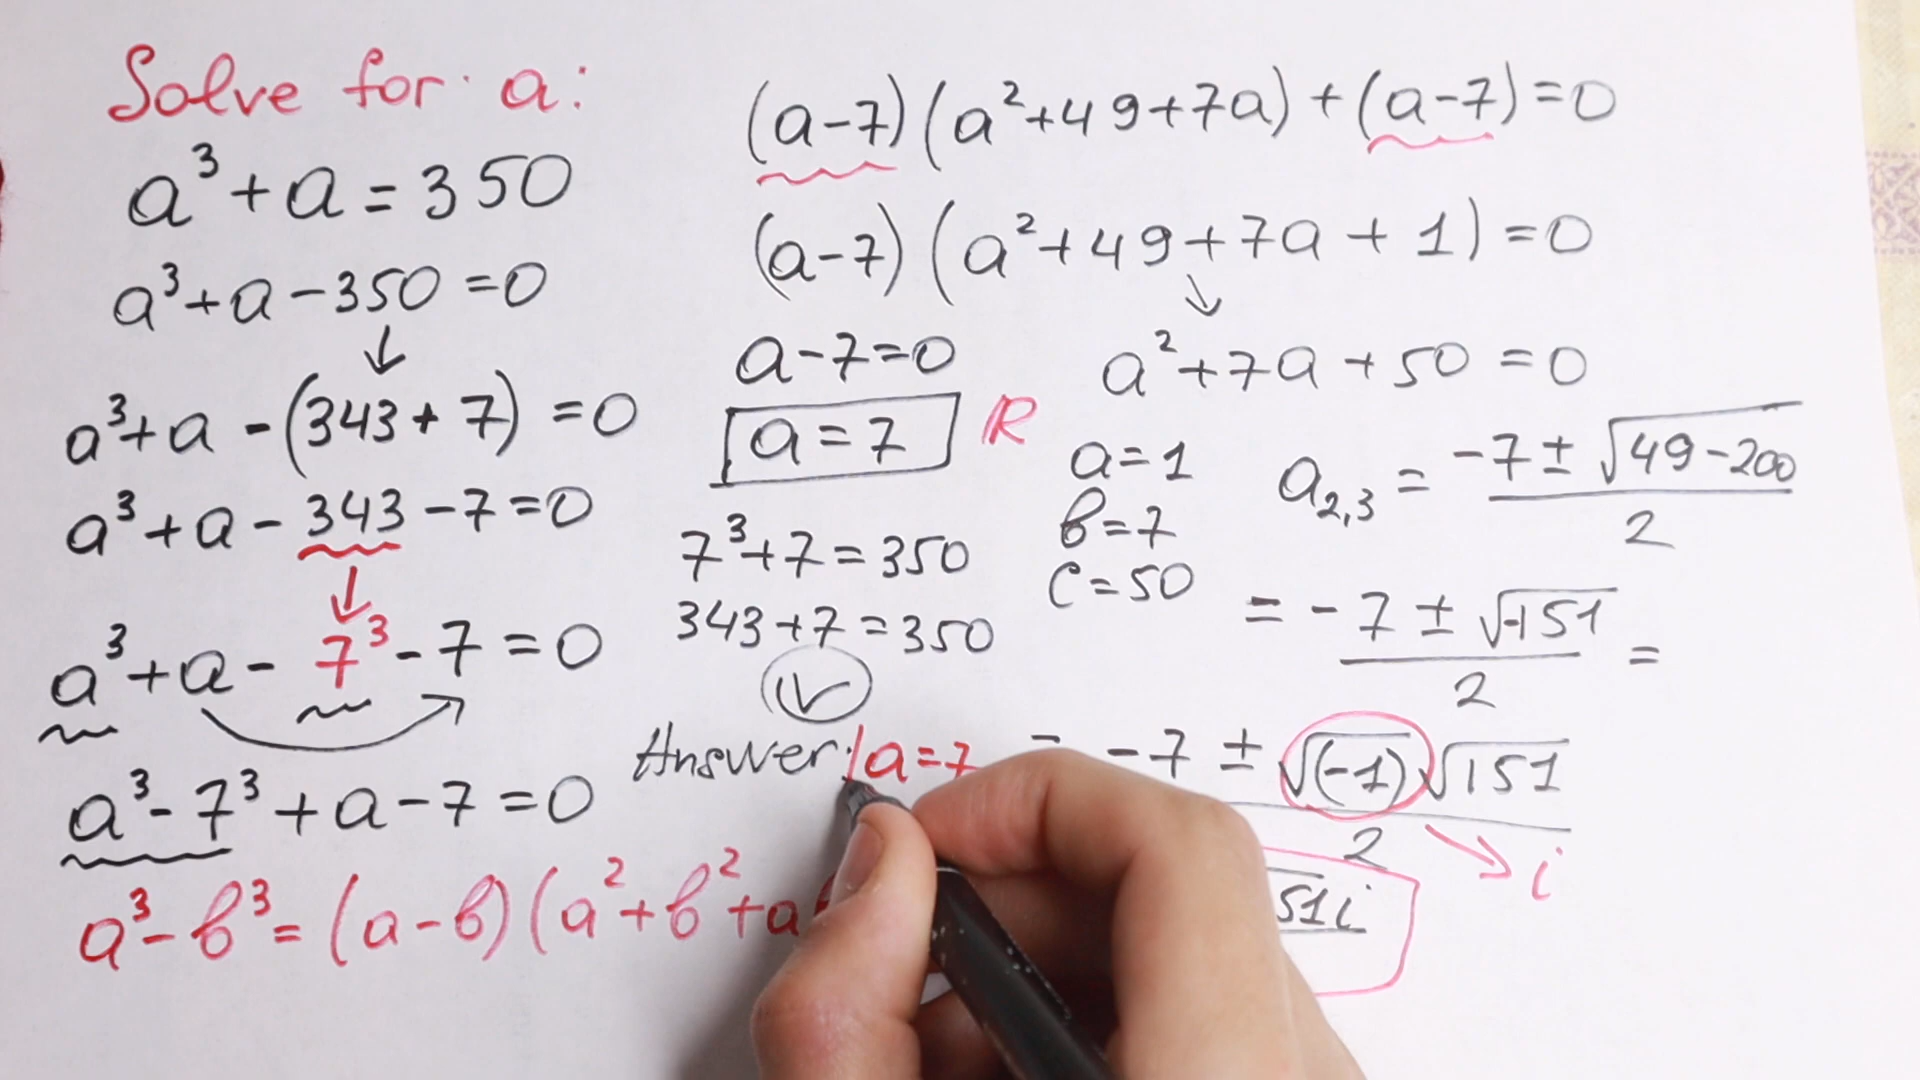 Solve for a:
a³+a=350
a³+a-350=0
↓
a³+a-(343+7)=0
a³+a-343-7=0
↓
a³+a-7³-7=0
a³-7³+a-7=0
a³-b³=(a-b)(a²+b²+a
(a-7)(a²+49+7a)+(a-7)=0
(a-7)(a²+49+7a+1)=0
↓
a-7=0
a=7 R
7³+7=350
343+7=350
Answer: a=7
a²+7a+50=0
a=1
b=7
c=50
a₂,₃=(-7±√(49-200))/2
=(-7±√-151)/2=
=(-7±√(-1)√151)/2
→i
51i